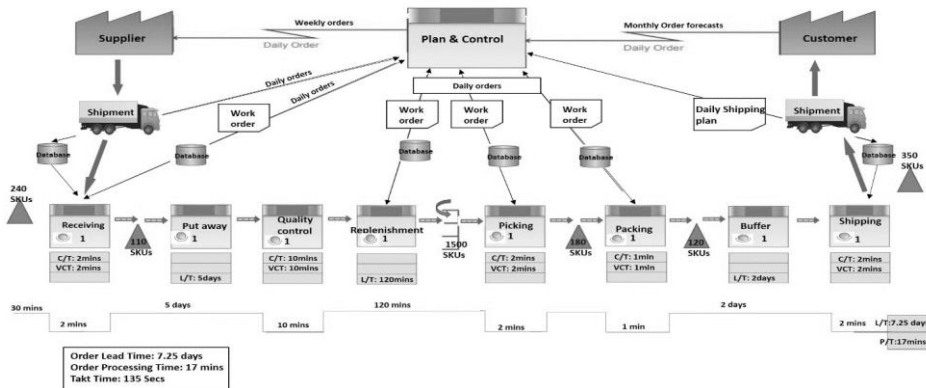 Supplier
Weekly orders
Daily Order
Plan & Control
Monthly Order forecasts
Daily Order
Customer
Shipment
Daily orders
Daily orders
Daily orders
Work
order
Work
order
Work
order
Work
order
Daily Shipping
plan
Shipment
Database
Database
Database
Database
Database
Database
240
SKUs
350
SKUs
Receiving
1
110
SKUs
Put away
1
Quality
control
1
Replenishment
1
1500
SKUs
Picking
1
180
SKUs
Packing
1
120
SKUs
Buffer
1
Shipping
1
C/T: 2mins
VCT: 2mins
L/T: 5days
C/T: 10mins
VCT: 10mins
L/T: 120mins
C/T: 2mins
VCT: 2mins
C/T: 1min
VCT: 1min
L/T: 2days
C/T: 2mins
VCT: 2mins
30 mins
2 mins
5 days
10 mins
120 mins
2 mins
1 min
2 days
2 mins
L/T:7.25 days
P/T:17mins
Order Lead Time: 7.25 days
Order Processing Time: 17 mins
Takt Time: 135 Secs